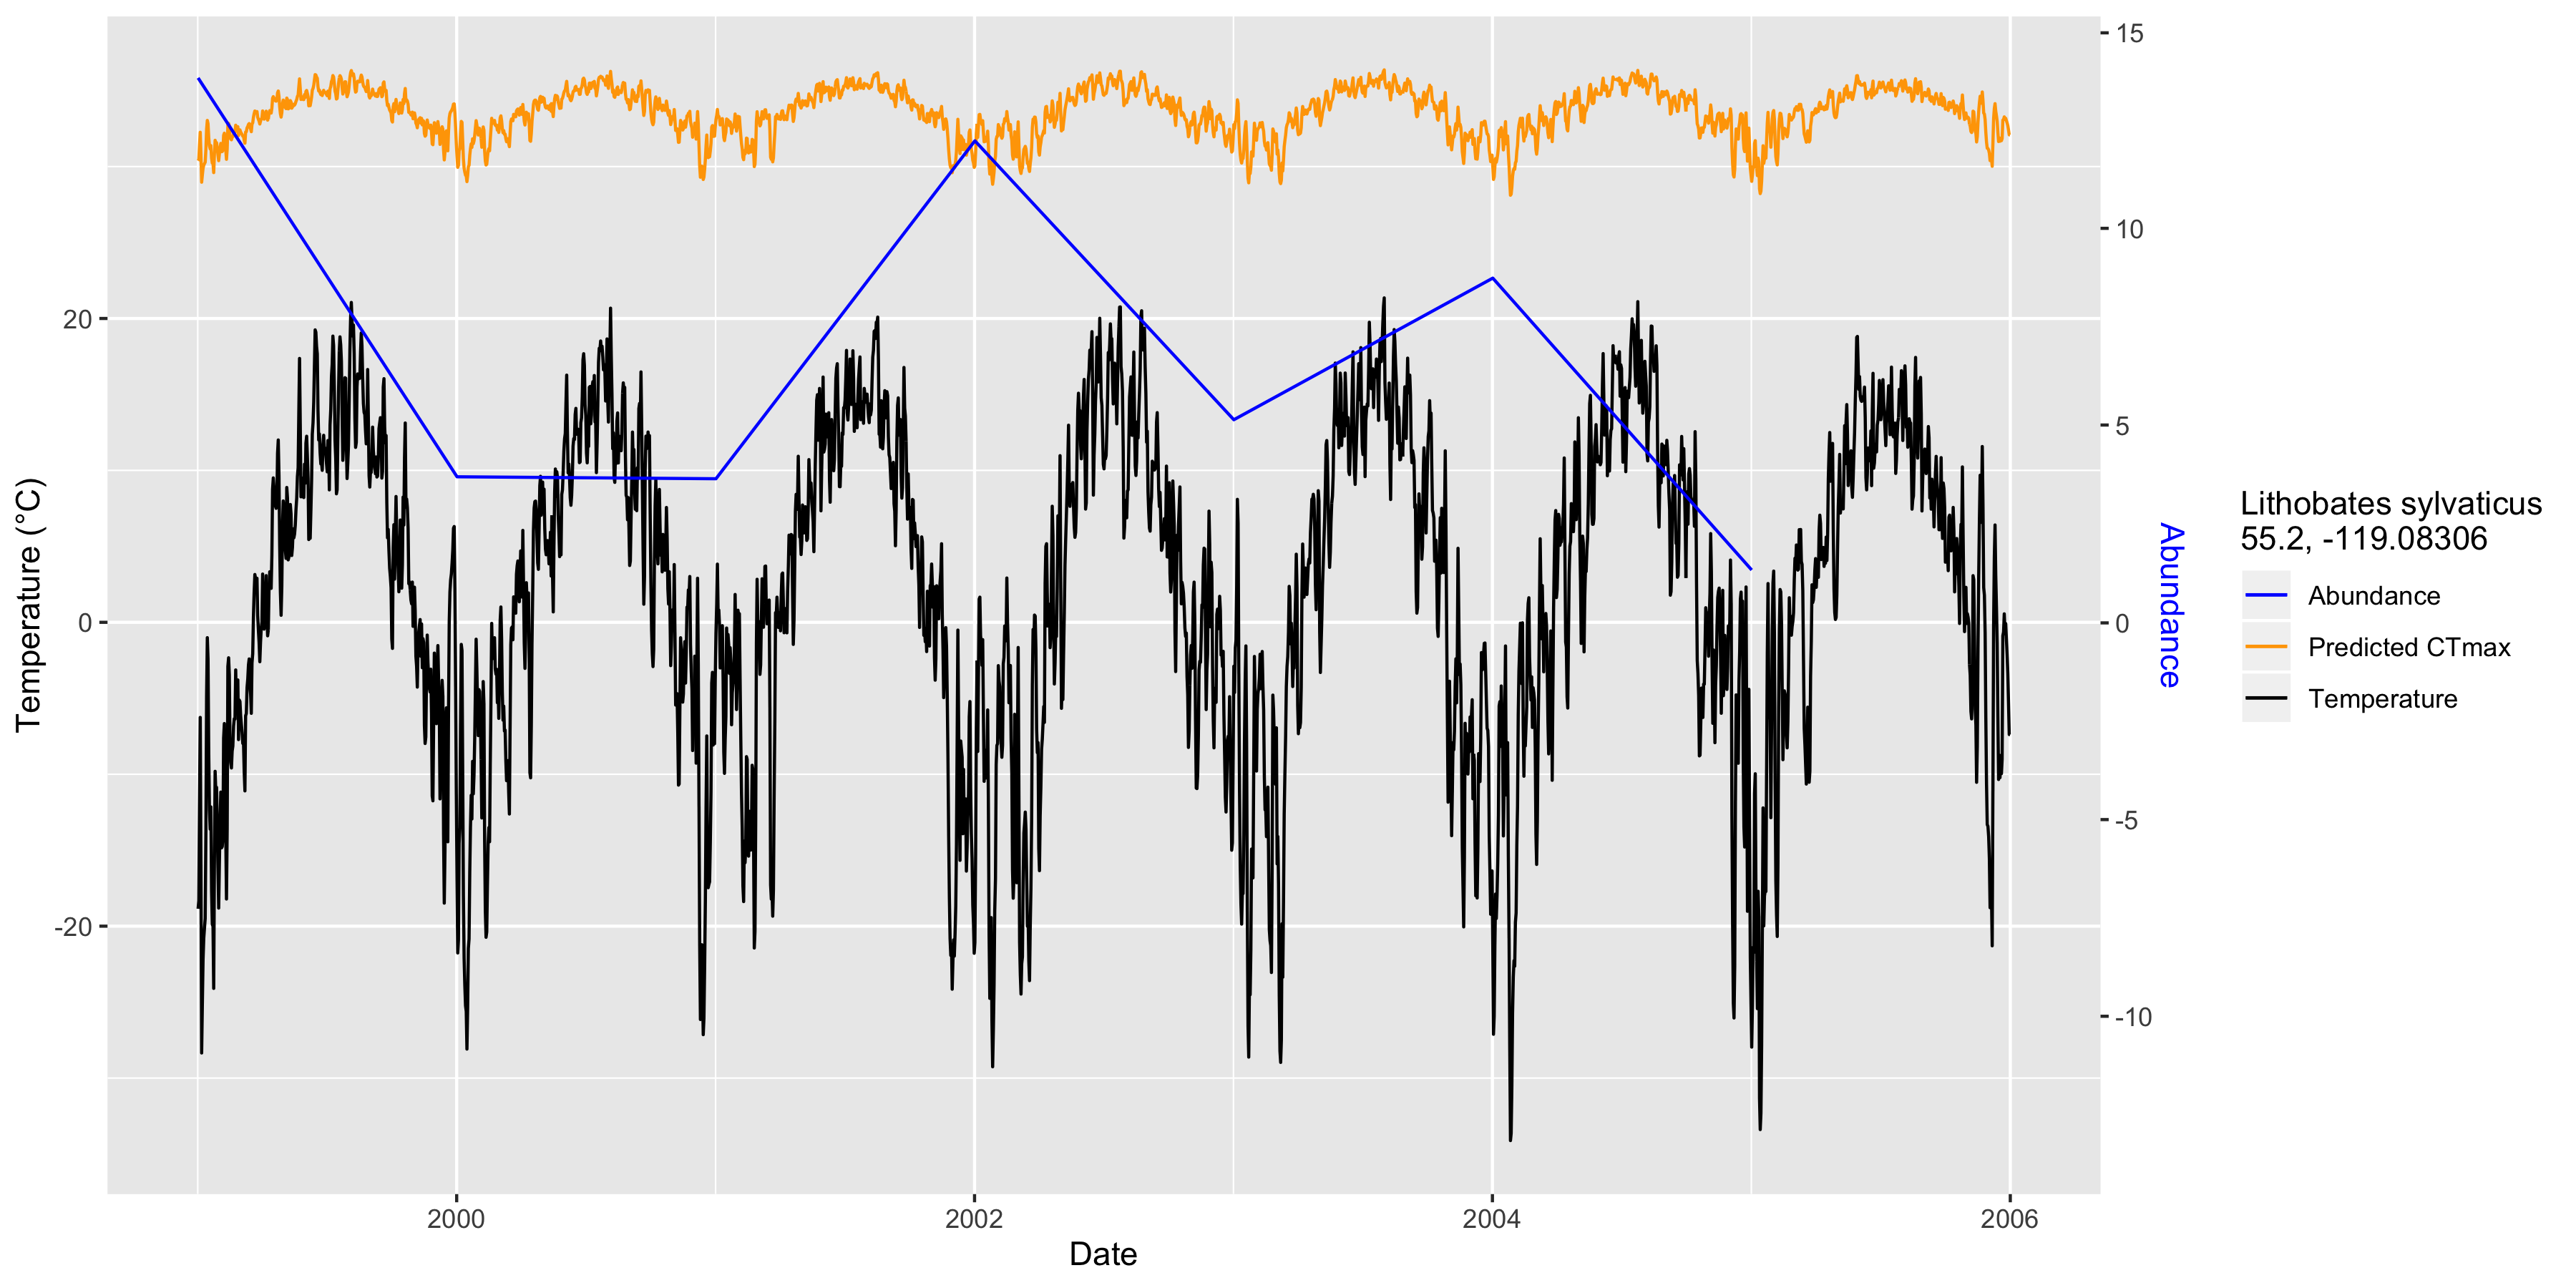 15
10
5
0
-5
-10
20
0
-20
Temperature (°C)
2000
2002
2004
2006
Date
Abundance
Lithobates sylvaticus
55.2, -119.08306
Abundance
Predicted CTmax
Temperature